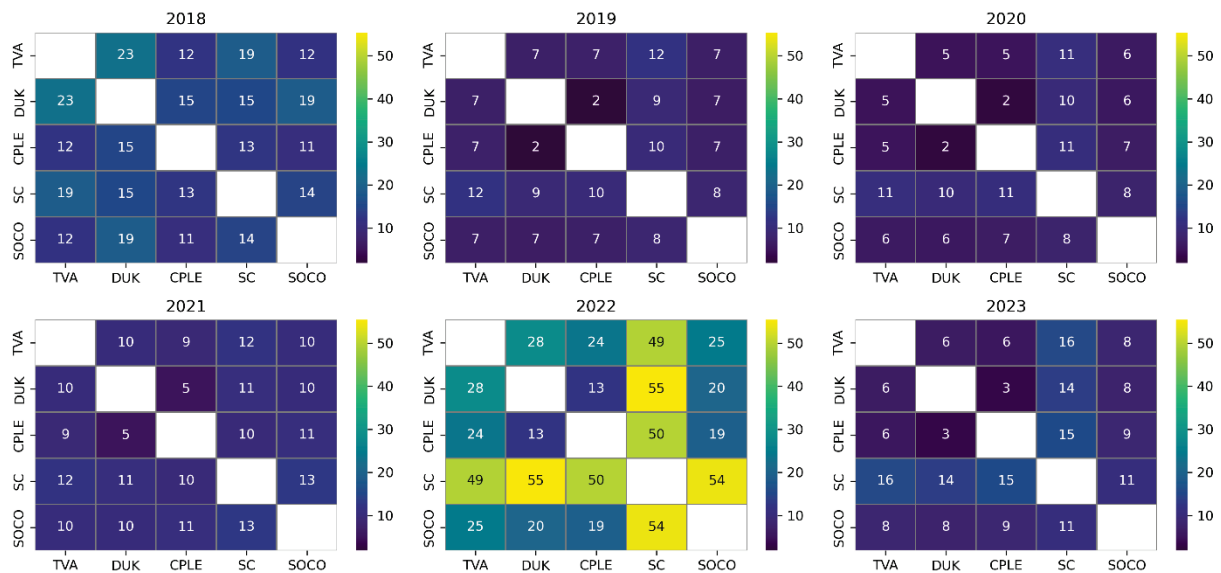 2018 2019 2020
TVA 23 12 19 12 50 TVA 7 7 12 7 50 TVA 5 5 11 6 50
40 40 40
DUK 23 15 15 19 DUK 7 2 9 7 DUK 5 2 10 6
30 30 30
CPLE 12 15 13 11 CPLE 7 2 10 7 CPLE 5 2 11 7
20 20 20
SC 19 15 13 14 SC 12 9 10 8 SC 11 10 11 8
10 10 10
SOCO 12 19 11 14 SOCO 7 7 7 8 SOCO 6 6 7 8
TVA DUK CPLE SC SOCO TVA DUK CPLE SC SOCO TVA DUK CPLE SC SOCO
2021 2022 2023
TVA 10 9 12 10 50 TVA 28 24 49 25 50 TVA 6 6 16 8 50
40 40 40
DUK 10 5 11 10 DUK 28 13 55 20 DUK 6 3 14 8
30 30 30
CPLE 9 5 10 11 CPLE 24 13 50 19 CPLE 6 3 15 9
20 20 20
SC 12 11 10 13 SC 49 55 50 54 SC 16 14 15 11
10 10 10
SOCO 10 10 11 13 SOCO 25 20 19 54 SOCO 8 8 9 11
TVA DUK CPLE SC SOCO TVA DUK CPLE SC SOCO TVA DUK CPLE SC SOCO